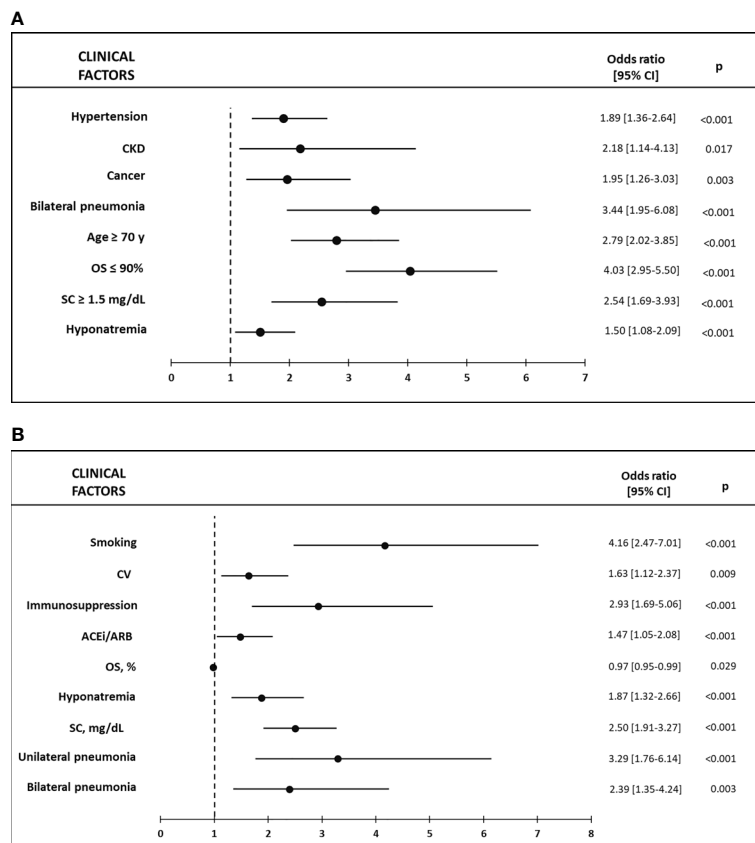 A
CLINICAL FACTORS Odds ratio [95% CI] p
Hypertension 1.89 [1.36-2.64] <0.001
CKD 2.18 [1.14-4.13] 0.017
Cancer 1.95 [1.26-3.03] 0.003
Bilateral pneumonia 3.44 [1.95-6.08] <0.001
Age ≥ 70 y 2.79 [2.02-3.85] <0.001
OS ≤ 90% 4.03 [2.95-5.50] <0.001
SC ≥ 1.5 mg/dL 2.54 [1.69-3.93] <0.001
Hyponatremia 1.50 [1.08-2.09] <0.001
0 1 2 3 4 5 6 7
B
CLINICAL FACTORS Odds ratio [95% CI] p
Smoking 4.16 [2.47-7.01] <0.001
CV 1.63 [1.12-2.37] 0.009
Immunosuppression 2.93 [1.69-5.06] <0.001
ACEi/ARB 1.47 [1.05-2.08] <0.001
OS, % 0.97 [0.95-0.99] 0.029
Hyponatremia 1.87 [1.32-2.66] <0.001
SC, mg/dL 2.50 [1.91-3.27] <0.001
Unilateral pneumonia 3.29 [1.76-6.14] <0.001
Bilateral pneumonia 2.39 [1.35-4.24] 0.003
0 1 2 3 4 5 6 7 8